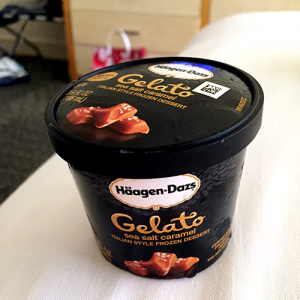 Häagen-Dazs
Gelato
sea salt caramel
ITALIAN STYLE FROZEN DESSERT
Häagen-Dazs
Gelato
sea salt caramel
ITALIAN STYLE FROZEN DESSERT